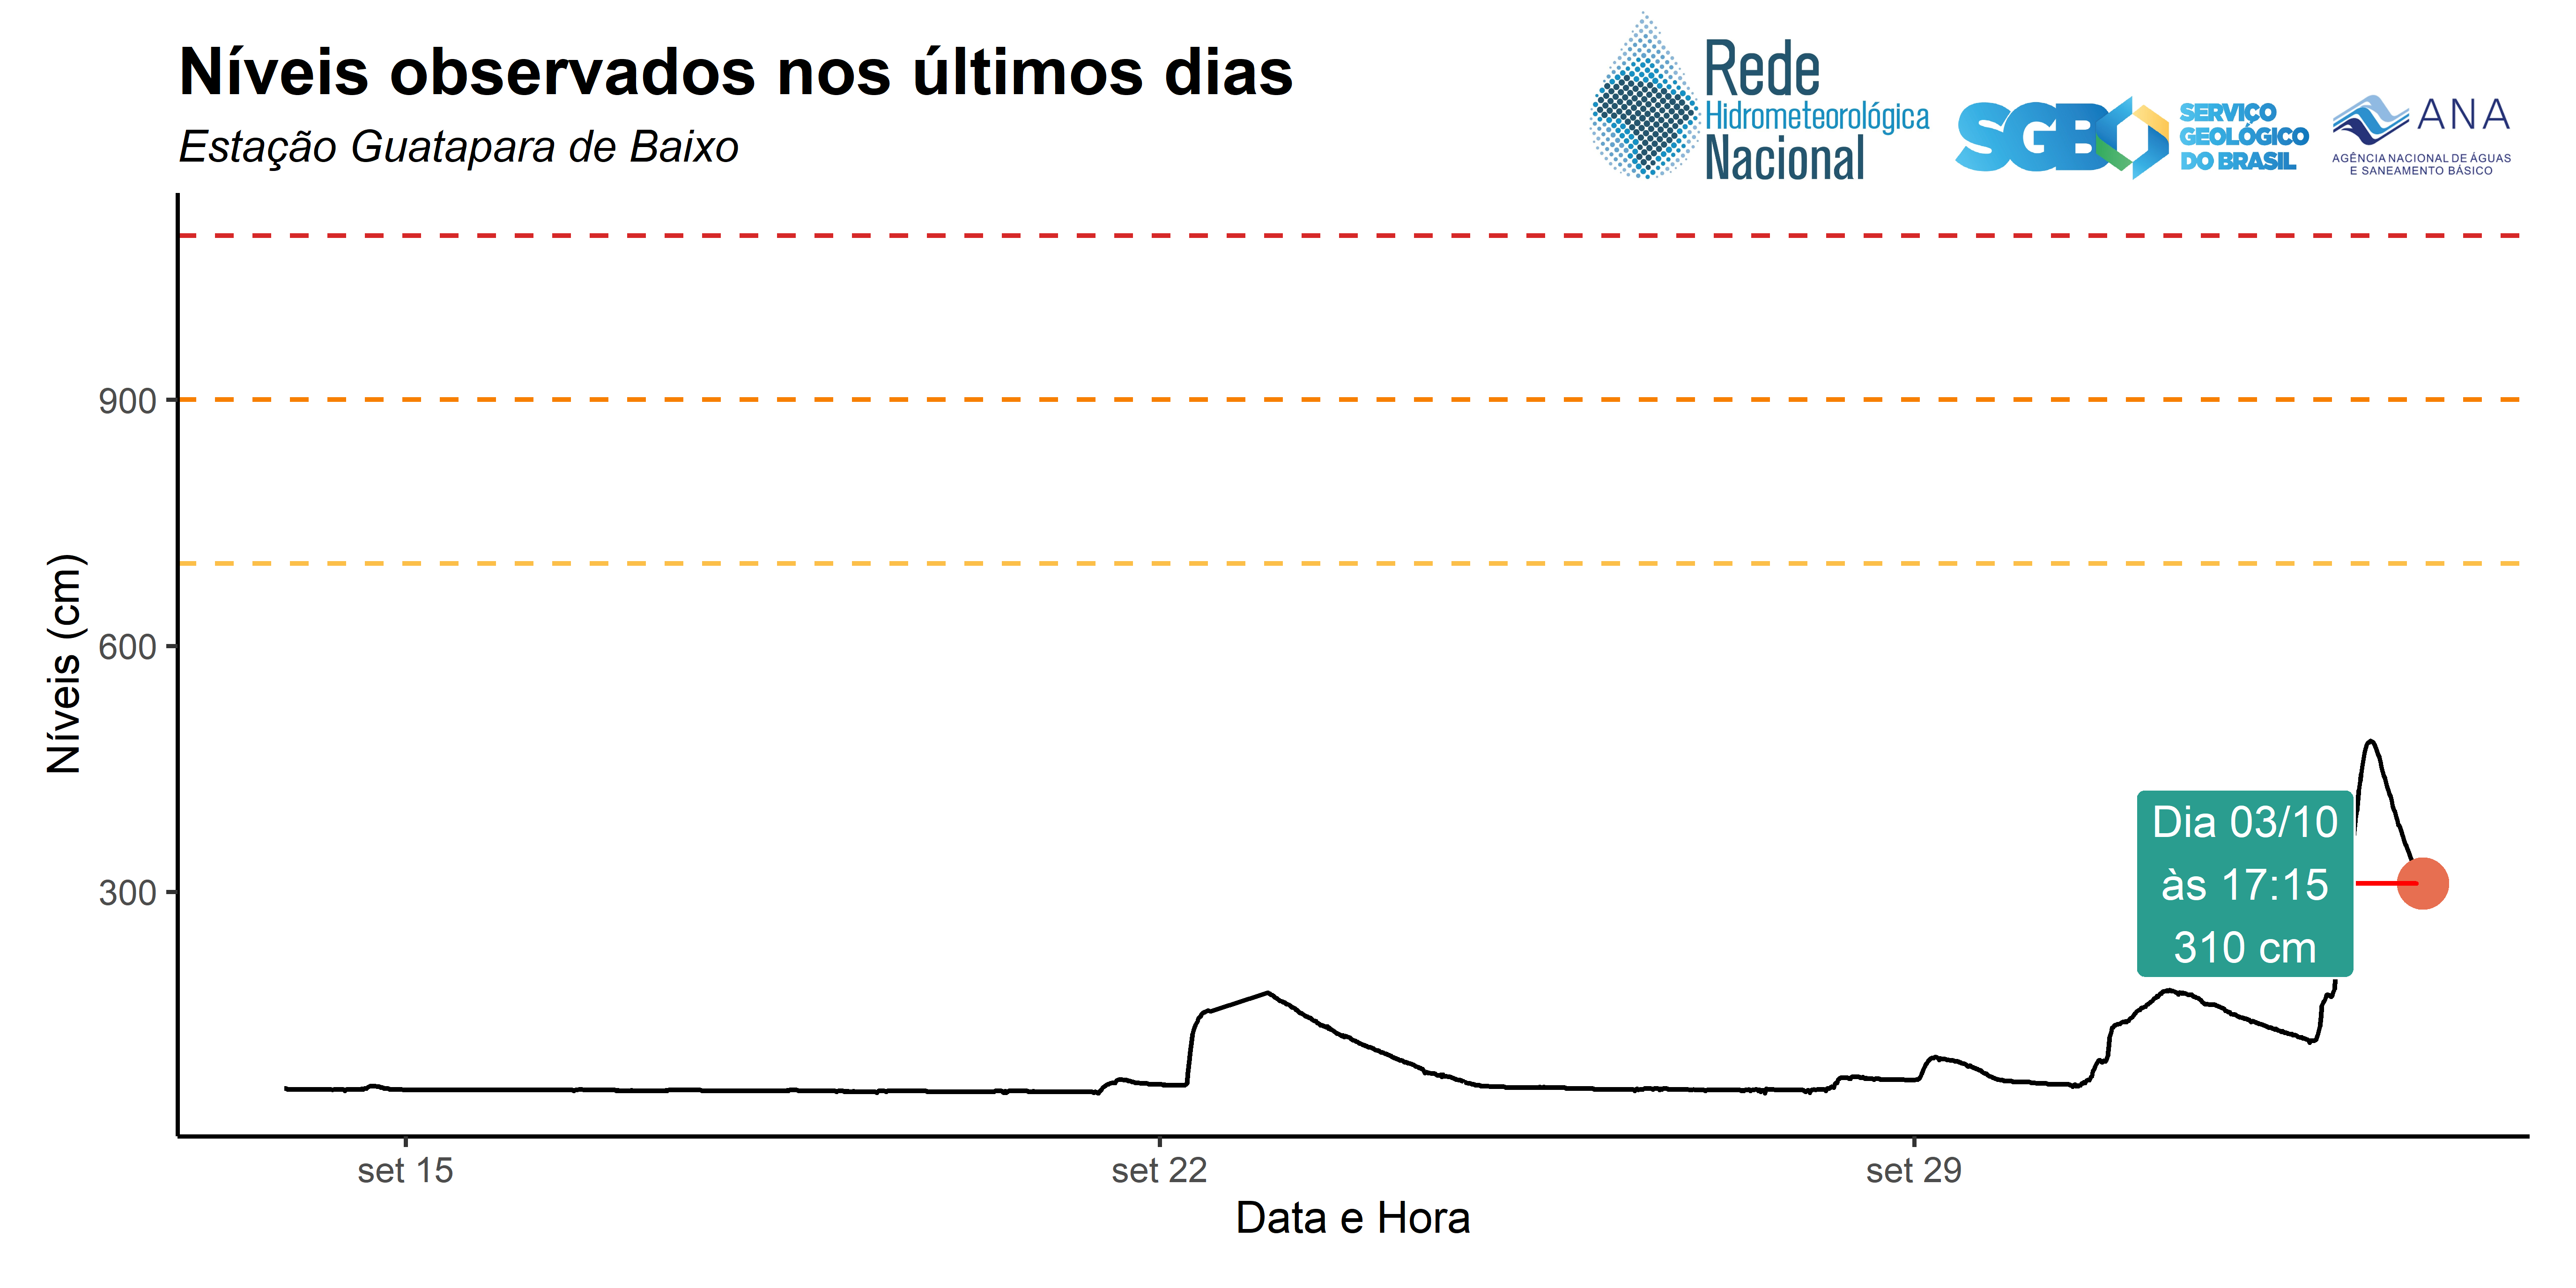 Níveis observados nos últimos dias
Estação Guatapara de Baixo
Rede
Hidrometeorológica
Nacional
SGB
SERVIÇO
GEOLÓGICO
DO BRASIL
ANA
AGÊNCIA NACIONAL DE ÁGUAS
E SANEAMENTO BÁSICO
Níveis (cm)
900
600
300
Dia 03/10
às 17:15
310 cm
set 15
set 22
set 29
Data e Hora